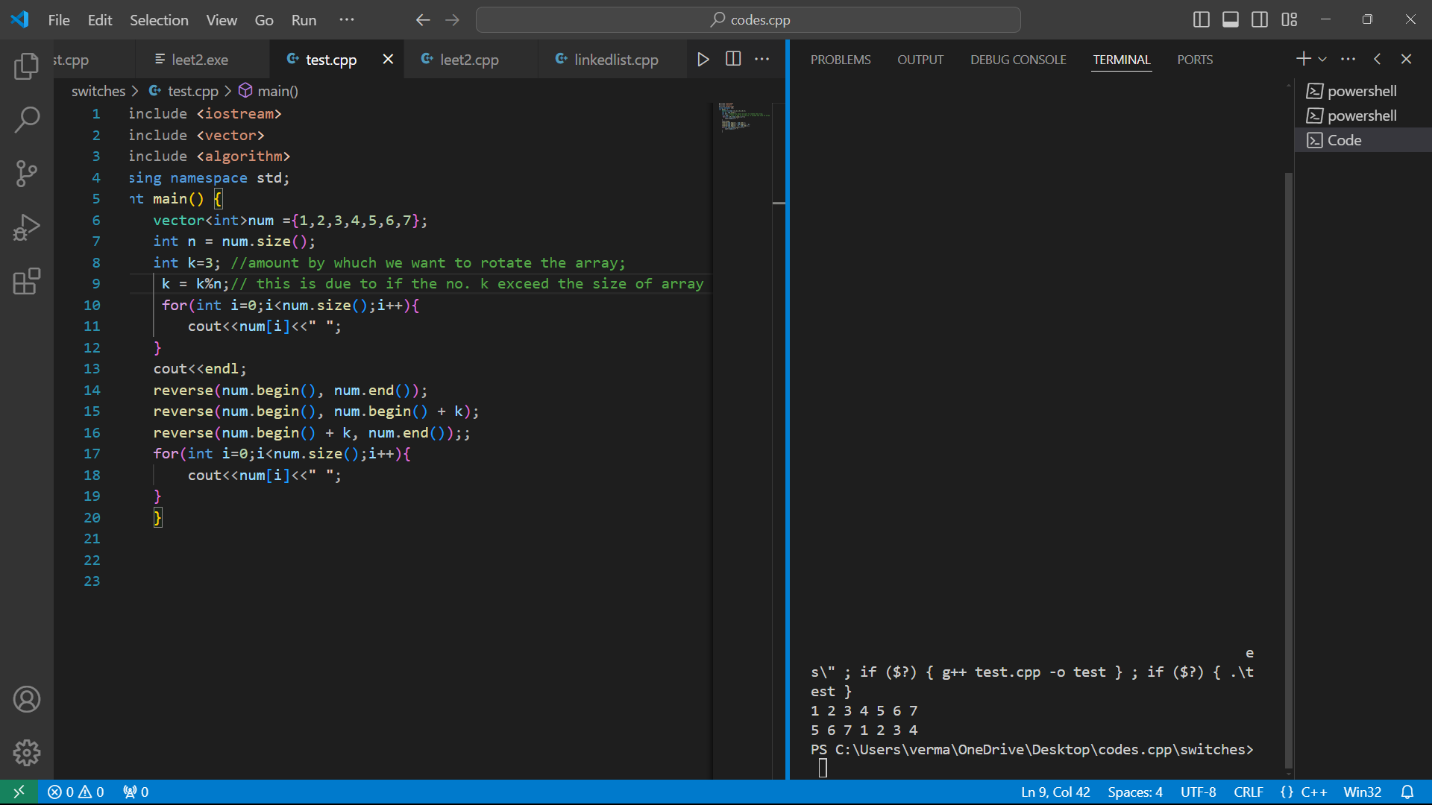 File Edit Selection View Go Run ··· codes.cpp
st.cpp leet2.exe test.cpp leet2.cpp linkedlist.cpp ···
PROBLEMS OUTPUT DEBUG CONSOLE TERMINAL PORTS ···
switches > test.cpp > main()
1 include <iostream>
2 include <vector>
3 include <algorithm>
4 sing namespace std;
5 nt main() {
6 vector<int>num ={1,2,3,4,5,6,7};
7 int n = num.size();
8 int k=3; //amount by whuch we want to rotate the array;
9 k = k%n;// this is due to if the no. k exceed the size of array
10 for(int i=0;i<num.size();i++){
11 cout<<num[i]<<" ";
12 }
13 cout<<endl;
14 reverse(num.begin(), num.end());
15 reverse(num.begin(), num.begin() + k);
16 reverse(num.begin() + k, num.end());;
17 for(int i=0;i<num.size();i++){
18 cout<<num[i]<<" ";
19 }
20 }
21
22
23
e
s\" ; if ($?) { g++ test.cpp -o test } ; if ($?) { .\t
est }
1 2 3 4 5 6 7
5 6 7 1 2 3 4
PS C:\Users\verma\OneDrive\Desktop\codes.cpp\switches>
powershell
powershell
Code
0 0 0 Ln 9, Col 42 Spaces: 4 UTF-8 CRLF {} C++ Win32